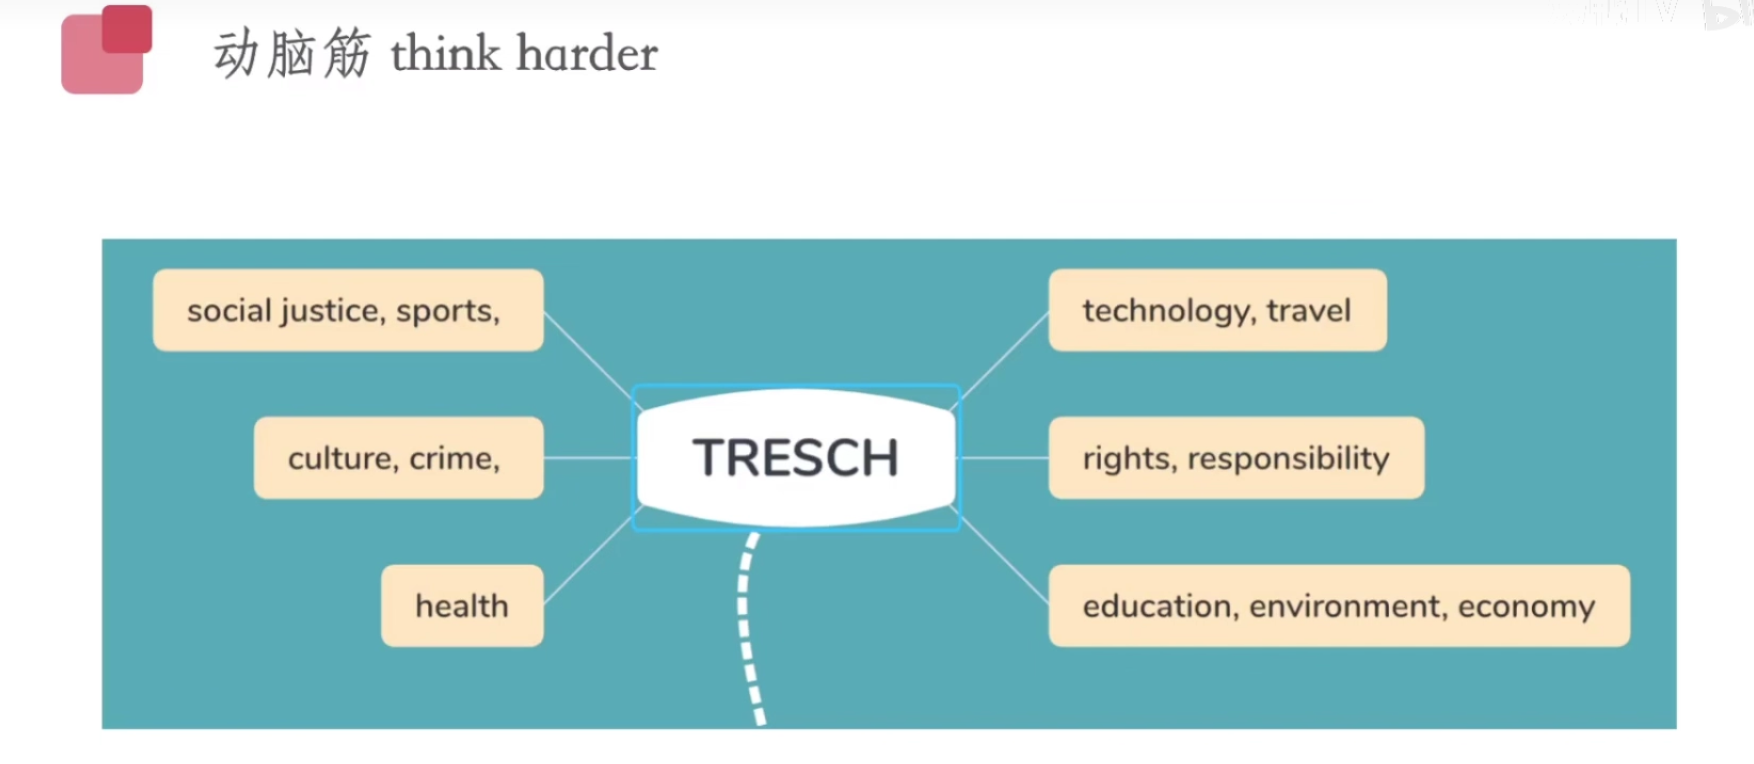 动脑筋 think harder
social justice, sports,
technology, travel
culture, crime,
TRESCH
rights, responsibility
health
education, environment, economy